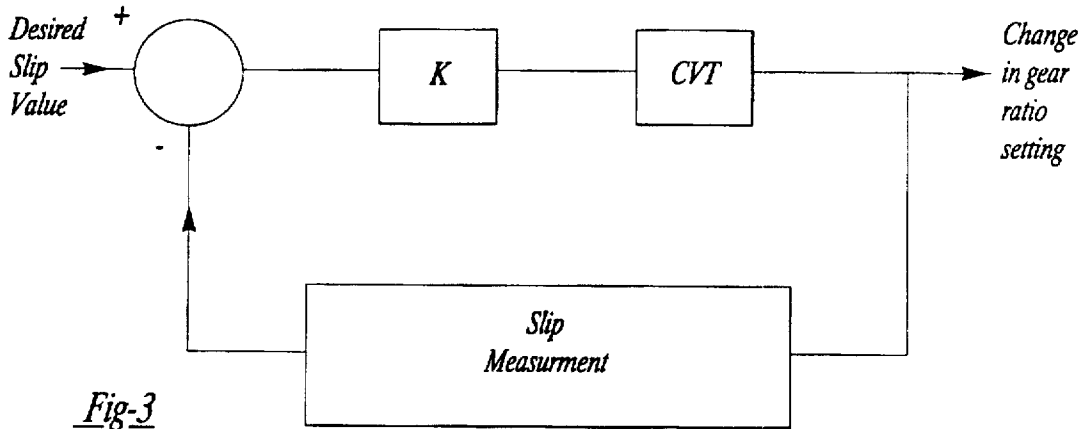 +
Desired
Slip
Value
-
K
CVT
Change
in gear
ratio
setting
Slip
Measurment
Fig-3